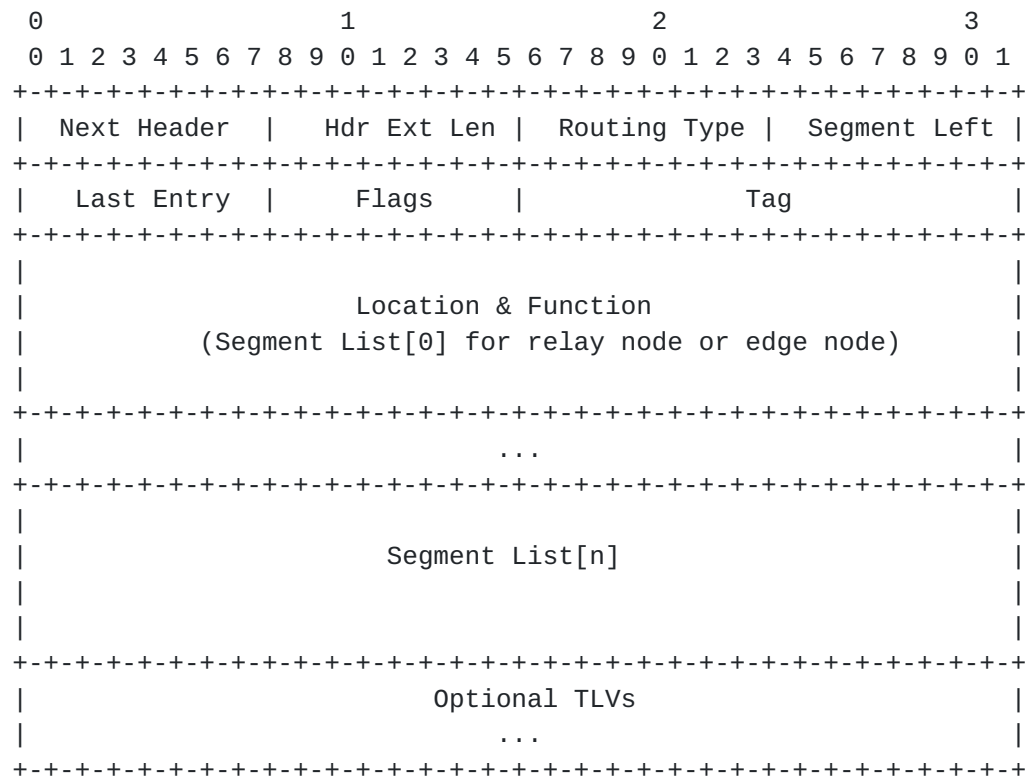 0                   1                   2                   3
 0 1 2 3 4 5 6 7 8 9 0 1 2 3 4 5 6 7 8 9 0 1 2 3 4 5 6 7 8 9 0 1
+-+-+-+-+-+-+-+-+-+-+-+-+-+-+-+-+-+-+-+-+-+-+-+-+-+-+-+-+-+-+-+-+
|  Next Header  |   Hdr Ext Len |  Routing Type |  Segment Left |
+-+-+-+-+-+-+-+-+-+-+-+-+-+-+-+-+-+-+-+-+-+-+-+-+-+-+-+-+-+-+-+-+
|   Last Entry  |     Flags     |              Tag              |
+-+-+-+-+-+-+-+-+-+-+-+-+-+-+-+-+-+-+-+-+-+-+-+-+-+-+-+-+-+-+-+-+
|                                                               |
|                     Location & Function                       |
|           (Segment List[0] for relay node or edge node)       |
|                                                               |
+-+-+-+-+-+-+-+-+-+-+-+-+-+-+-+-+-+-+-+-+-+-+-+-+-+-+-+-+-+-+-+-+
|                              ...                              |
+-+-+-+-+-+-+-+-+-+-+-+-+-+-+-+-+-+-+-+-+-+-+-+-+-+-+-+-+-+-+-+-+
|                                                               |
|                       Segment List[n]                         |
|                                                               |
|                                                               |
+-+-+-+-+-+-+-+-+-+-+-+-+-+-+-+-+-+-+-+-+-+-+-+-+-+-+-+-+-+-+-+-+
|                          Optional TLVs                        |
|                              ...                              |
+-+-+-+-+-+-+-+-+-+-+-+-+-+-+-+-+-+-+-+-+-+-+-+-+-+-+-+-+-+-+-+-+